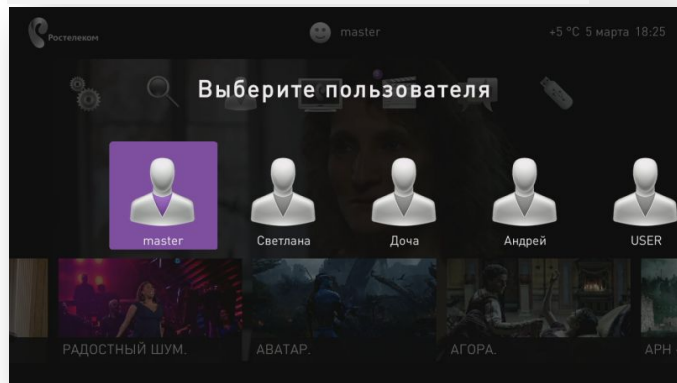 Ростелеком
master
+5 °C 5 марта 18:25
Выберите пользователя
master
Светлана
Доча
Андрей
USER
РАДОСТНЫЙ ШУМ.
АВАТАР.
АГОРА.
АРН